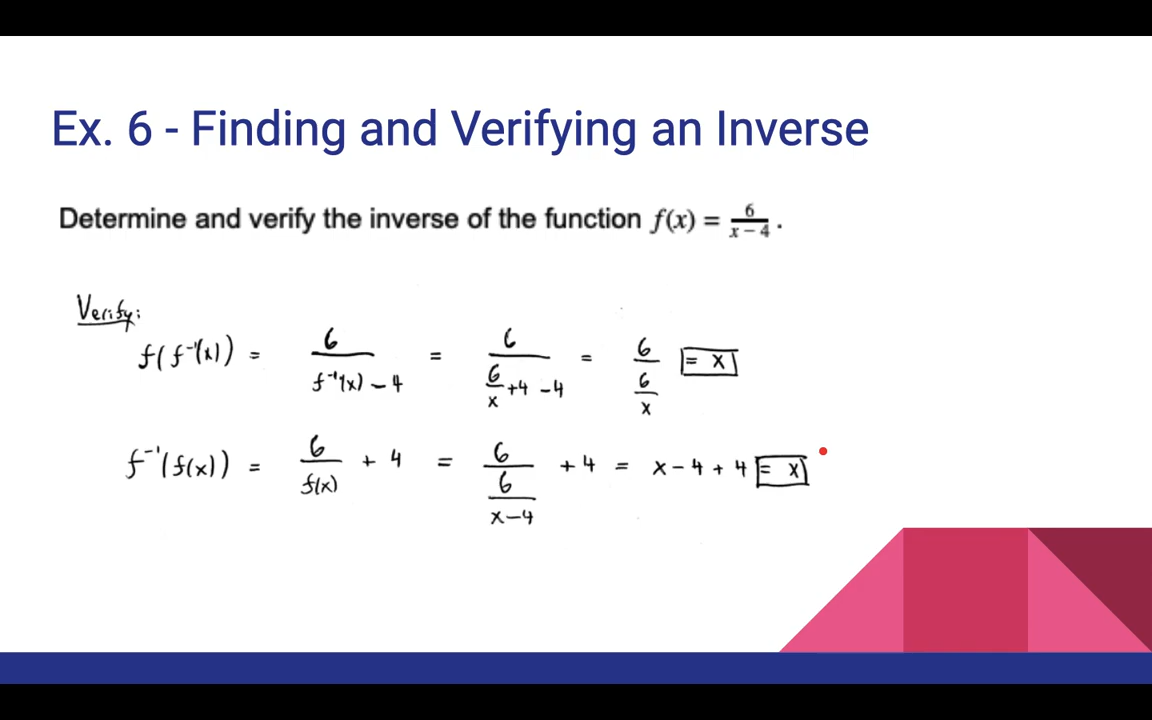 Ex. 6 - Finding and Verifying an Inverse
Determine and verify the inverse of the function f(x) = 6/(x − 4) .
Verify:
f(f⁻¹(x)) = 6/(f⁻¹(x) − 4) = 6/(6/x + 4 − 4) = 6/(6/x) = x
f⁻¹(f(x)) = 6/f(x) + 4 = 6/(6/(x−4)) + 4 = x − 4 + 4 = x